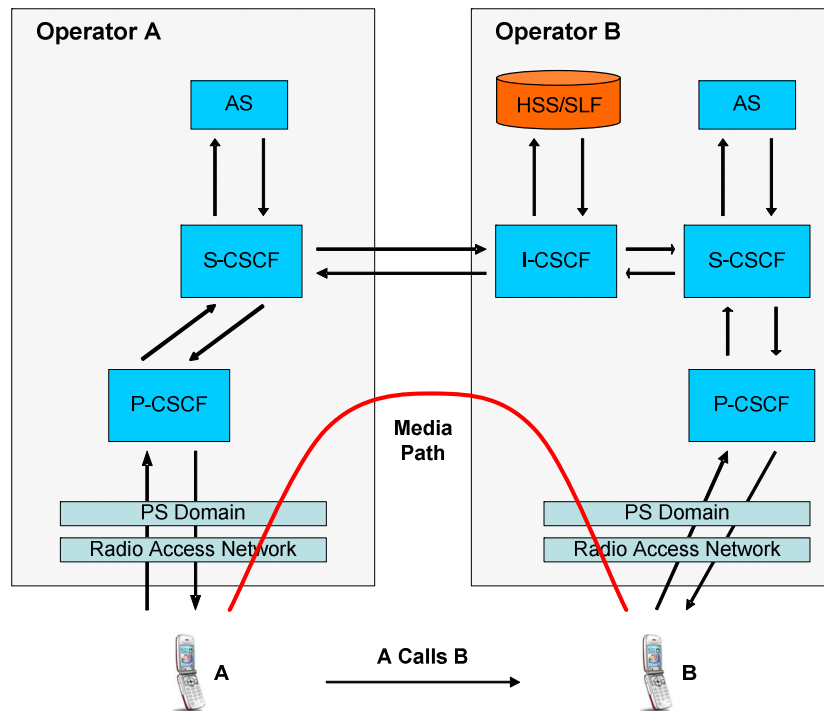 Operator A
Operator B
AS
HSS/SLF
AS
S-CSCF
I-CSCF
S-CSCF
P-CSCF
P-CSCF
Media
Path
PS Domain
PS Domain
Radio Access Network
Radio Access Network
A
A Calls B
B